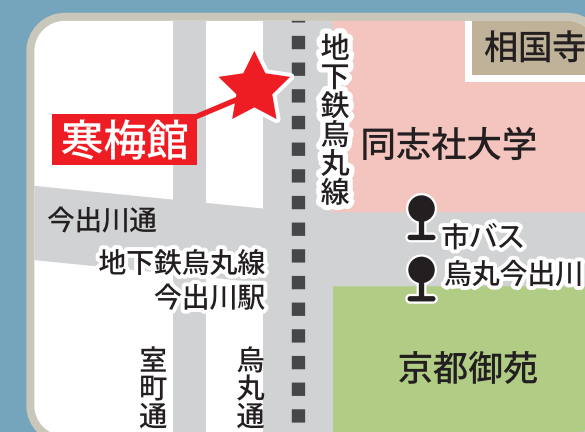 相国寺
地下鉄烏丸線
寒梅館
同志社大学
今出川通
市バス
烏丸今出川
地下鉄烏丸線
今出川駅
室町通
烏丸通
京都御苑